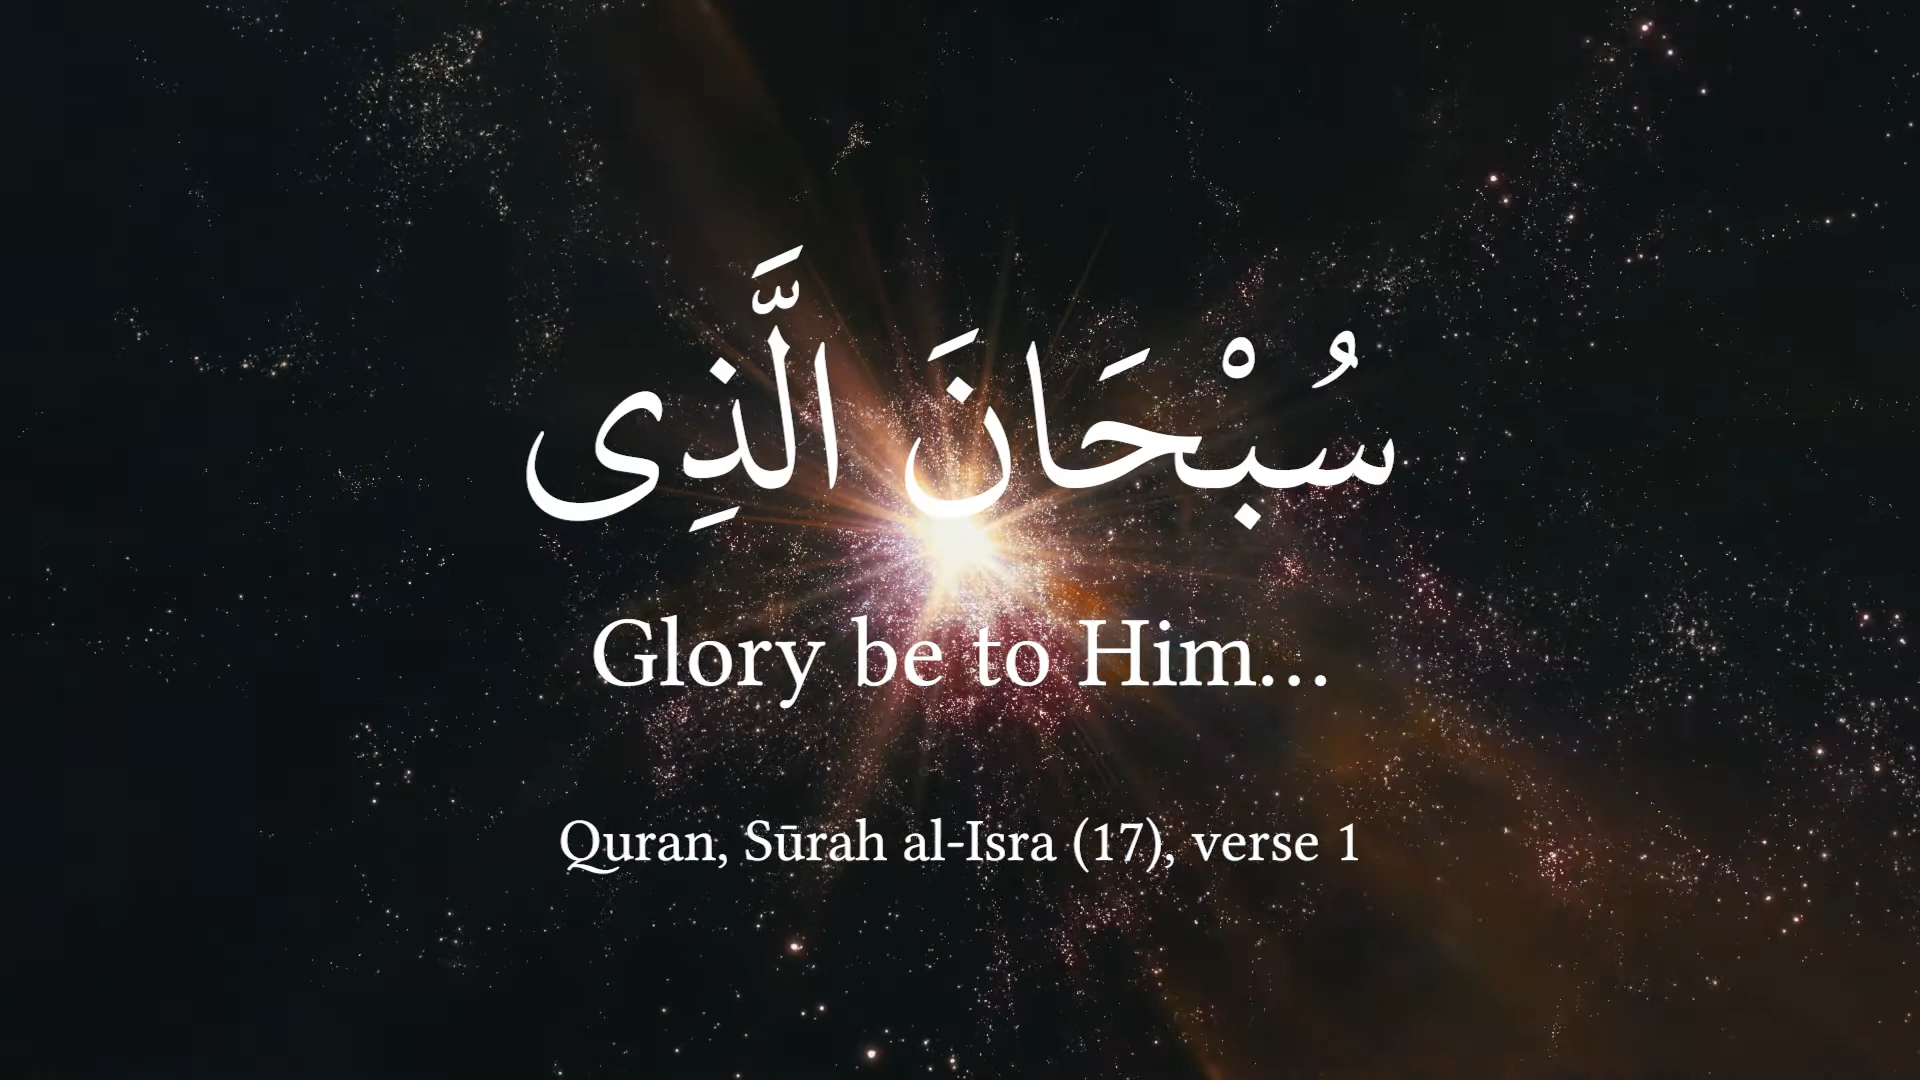 سُبْحَانَ الَّذِى
Glory be to Him...
Quran, Sūrah al-Isra (17), verse 1